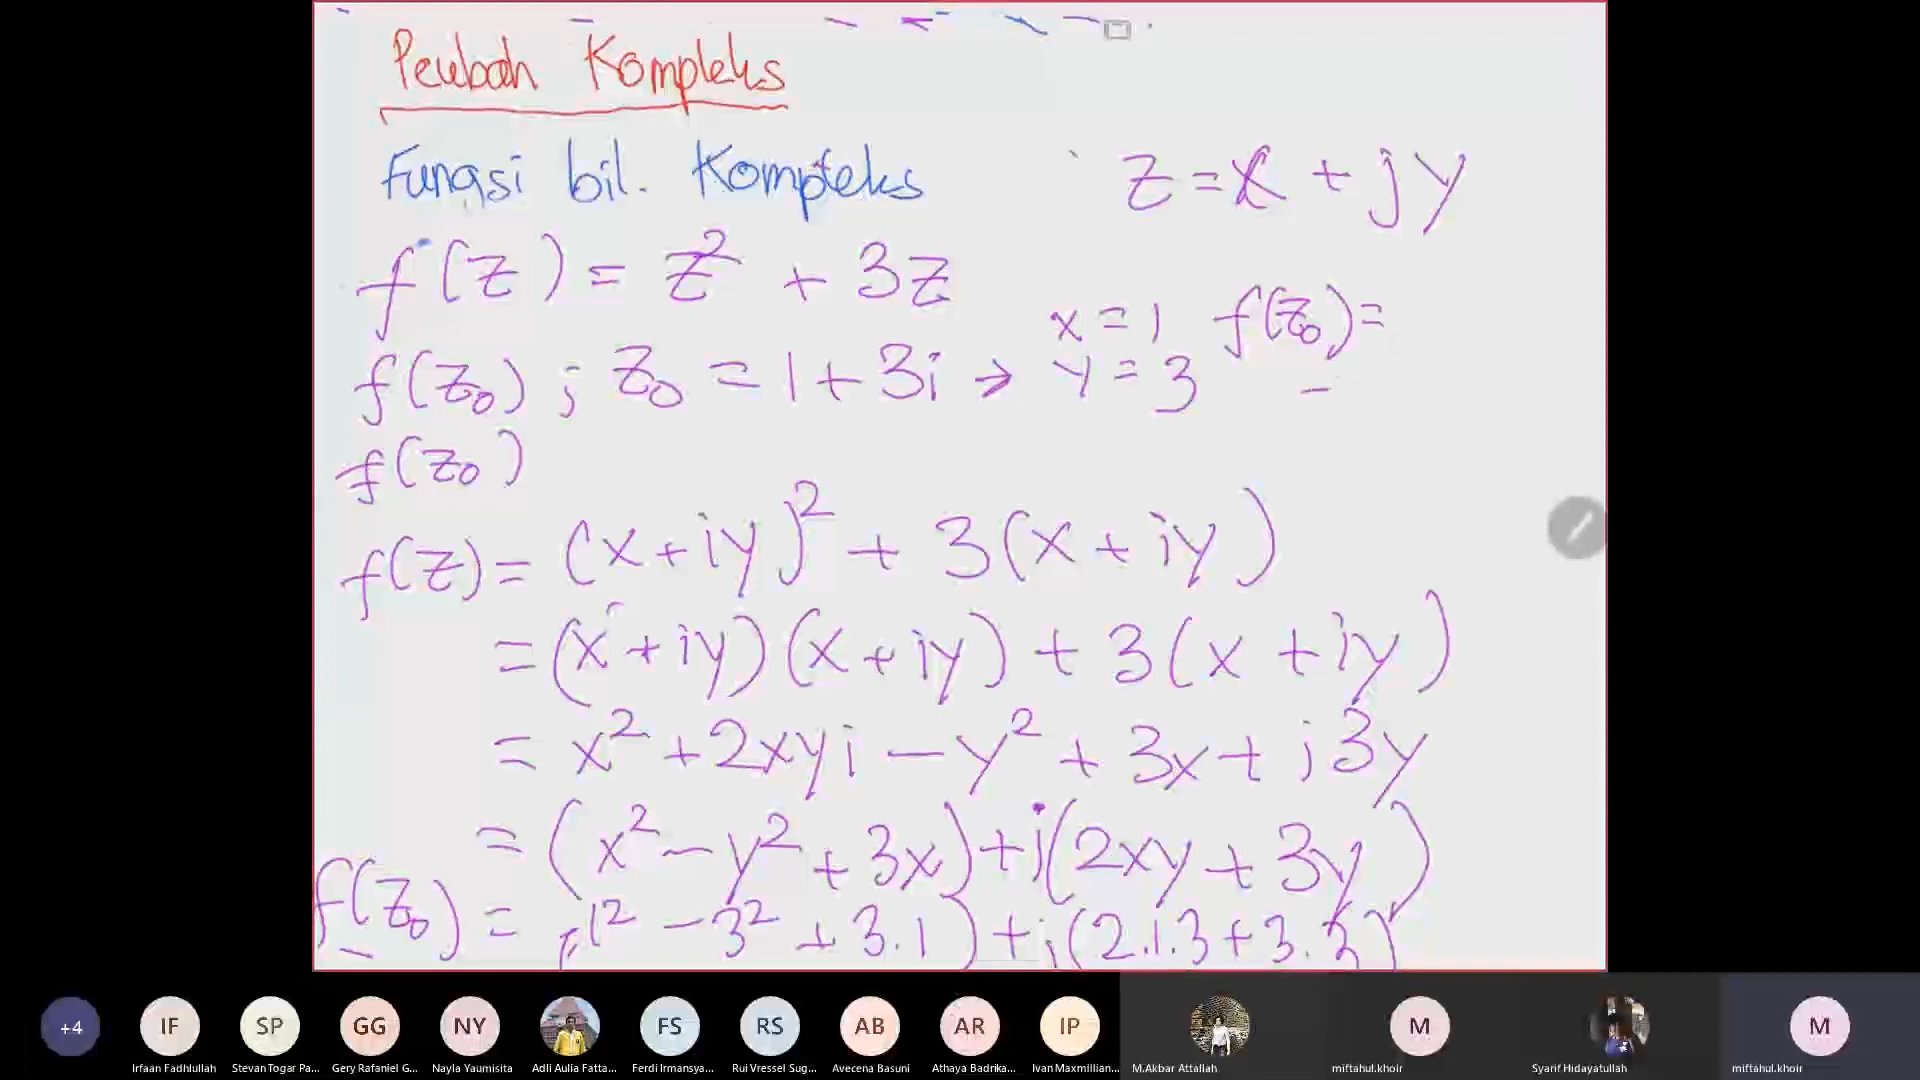 Peubah Kompleks
Fungsi bil. Kompleks
z = x + jy
f(z) = z² + 3z
x = 1 f(z₀) =
f(z₀) ; z₀ = 1 + 3i → y = 3
f(z₀)
f(z) = (x + iy)² + 3(x + iy)
= (x + iy)(x + iy) + 3(x + iy)
= x² + 2xyi - y² + 3x + i3y
= (x² - y² + 3x) + i(2xy + 3y)
f(z₀) = (1² - 3² + 3.1) + i(2.1.3 + 3.3)
+4
IF
SP
GG
NY
FS
RS
AB
AR
IP
M
M
Irfaan Fadhlullah
Stevan Togar Pa...
Gery Rafaniel G...
Nayla Yaumisita
Adli Aulia Fatta...
Ferdi Irmansya...
Rui Vressel Sug...
Avecena Basuni
Athaya Badrika...
Ivan Maxmillian...
M.Akbar Attallah
miftahul.khoir
Syarif Hidayatullah
miftahul.khoir